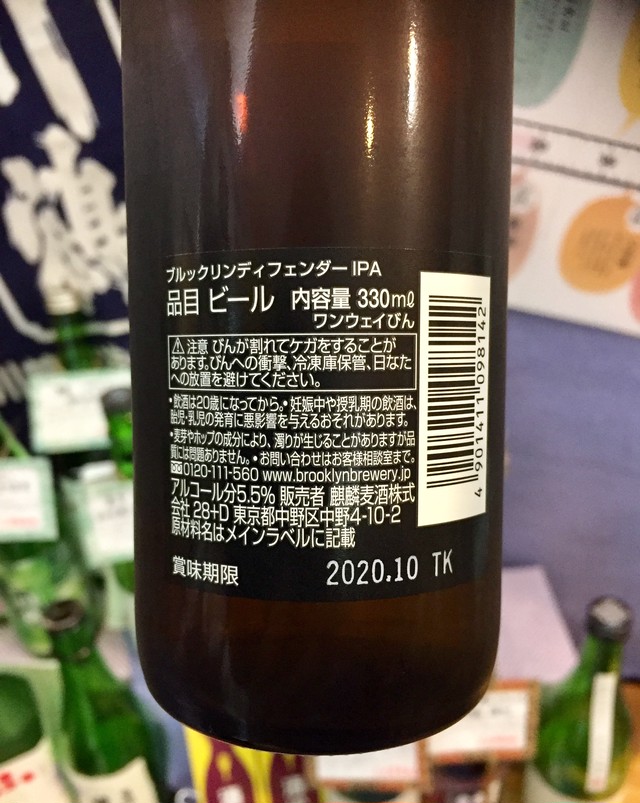 ブルックリンディフェンダーIPA
品目 ビール 内容量 330ml
ワンウェイびん
⚠注意 びんが割れてケガをすることが
あります。びんへの衝撃、冷凍庫保管、日なた
への放置を避けてください。
・飲酒は20歳になってから。・妊娠中や授乳期の飲酒は、
胎児・乳児の発育に悪影響を与えるおそれがあります。
・麦芽やホップの成分により、濁りが生じることがありますが品
質には問題ありません。・お問い合わせはお客様相談室まで。
0120-111-560 www.brooklynbrewery.jp
アルコール分5.5% 販売者 麒麟麦酒株式
会社 28+D 東京都中野区中野4-10-2
原材料名はメインラベルに記載
賞味期限 2020.10 TK
4 901411 098142